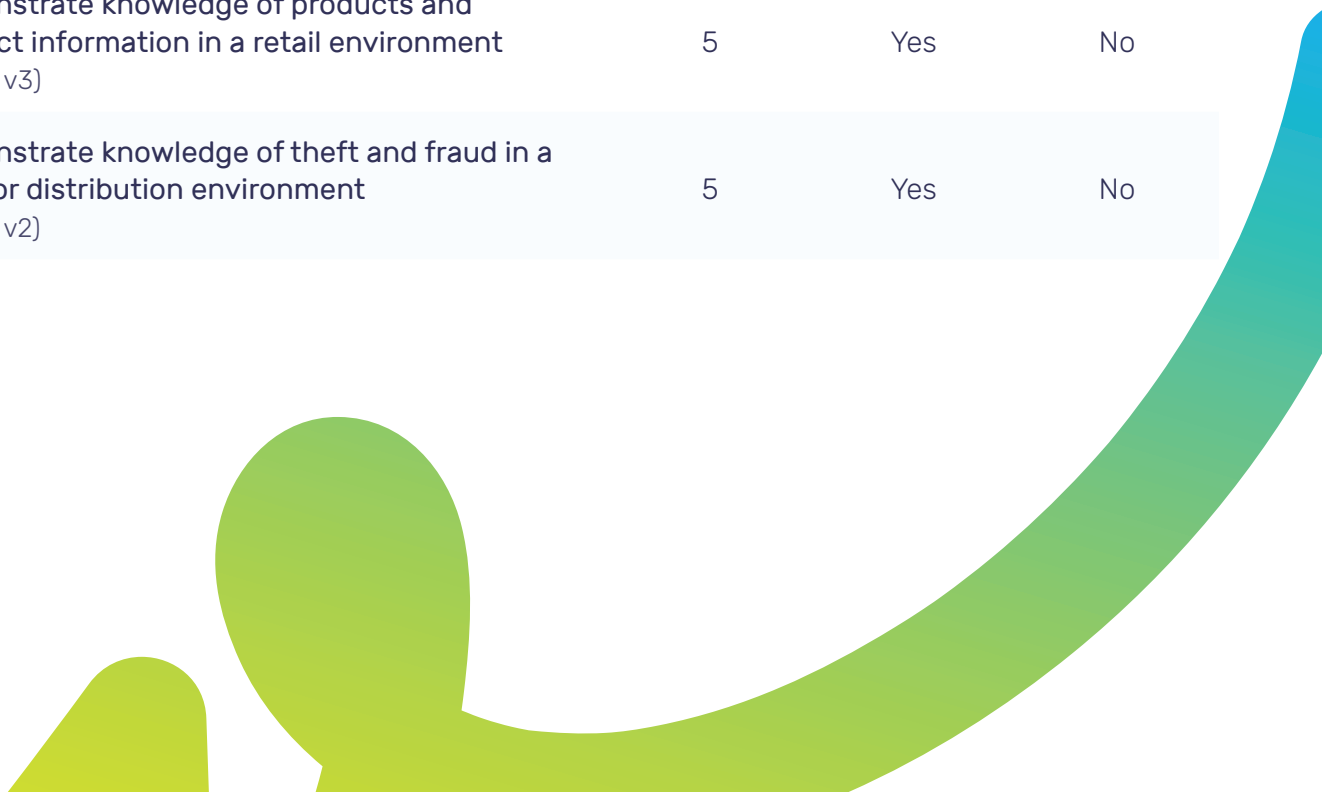 nstrate knowledge of products and
ct information in a retail environment 5 Yes No
v3)
nstrate knowledge of theft and fraud in a
or distribution environment 5 Yes No
v2)